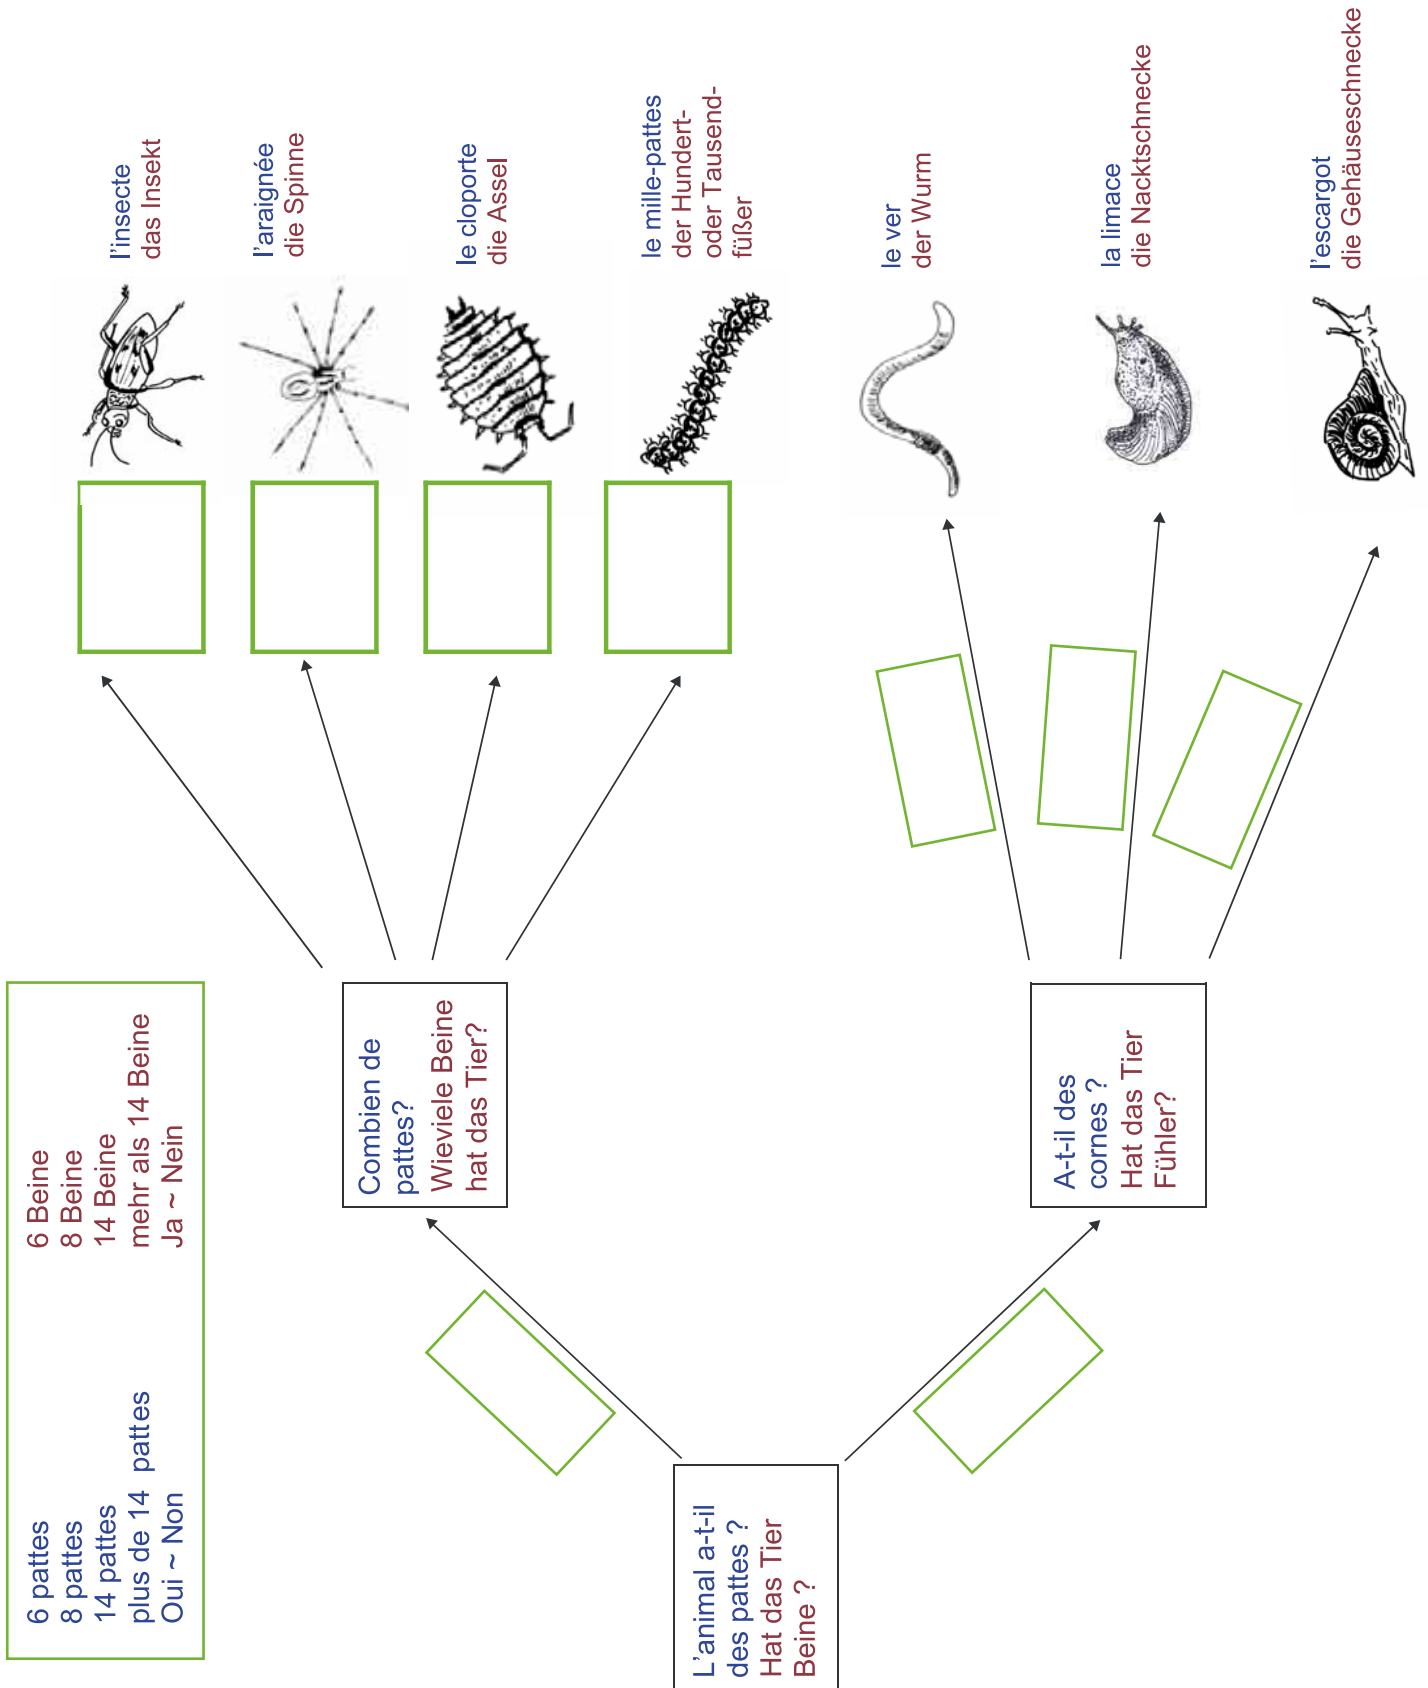 6 pattes
8 pattes
14 pattes
plus de 14 pattes
Oui ~ Non
6 Beine
8 Beine
14 Beine
mehr als 14 Beine
Ja ~ Nein
L'animal a-t-il
des pattes ?
Hat das Tier
Beine ?
Combien de
pattes?
Wieviele Beine
hat das Tier?
A-t-il des
cornes ?
Hat das Tier
Fühler?
l'insecte
das Insekt
l'araignée
die Spinne
le cloporte
die Assel
le mille-pattes
der Hundert-
oder Tausend-
füßer
le ver
der Wurm
la limace
die Nacktschnecke
l'escargot
die Gehäuseschnecke